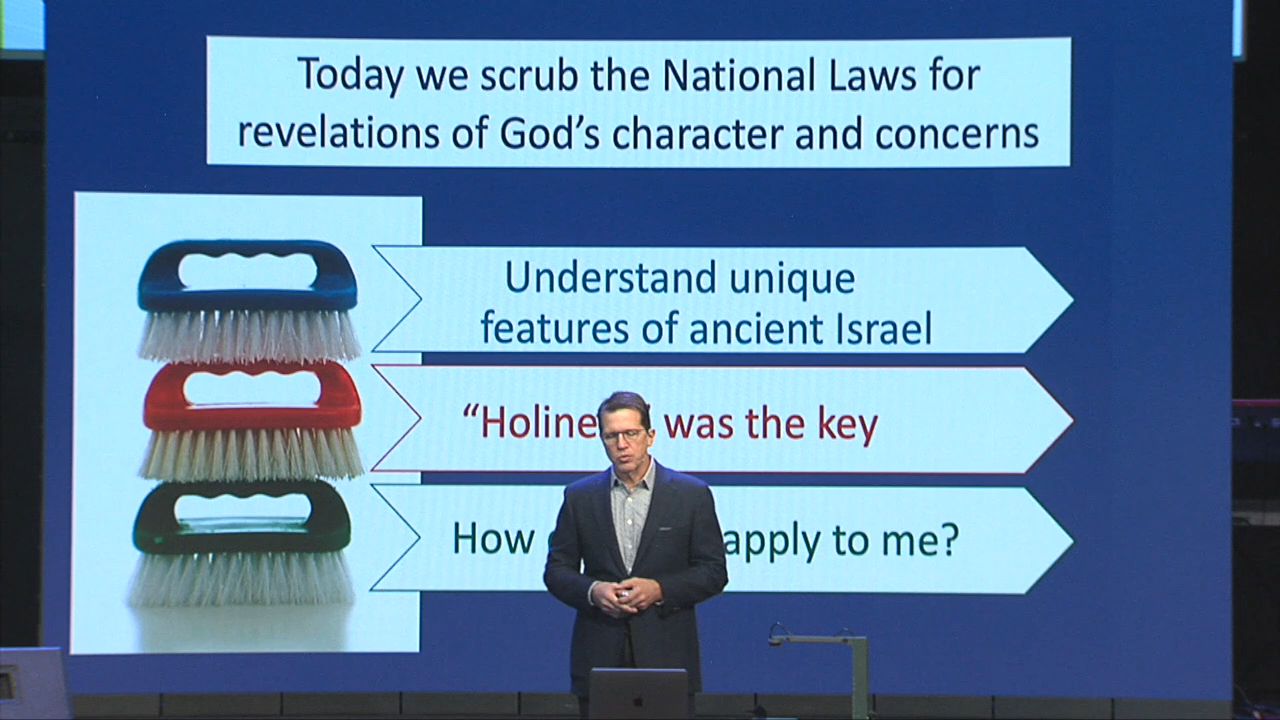 Today we scrub the National Laws for
revelations of God's character and concerns
Understand unique
features of ancient Israel
“Holine was the key
How apply to me?